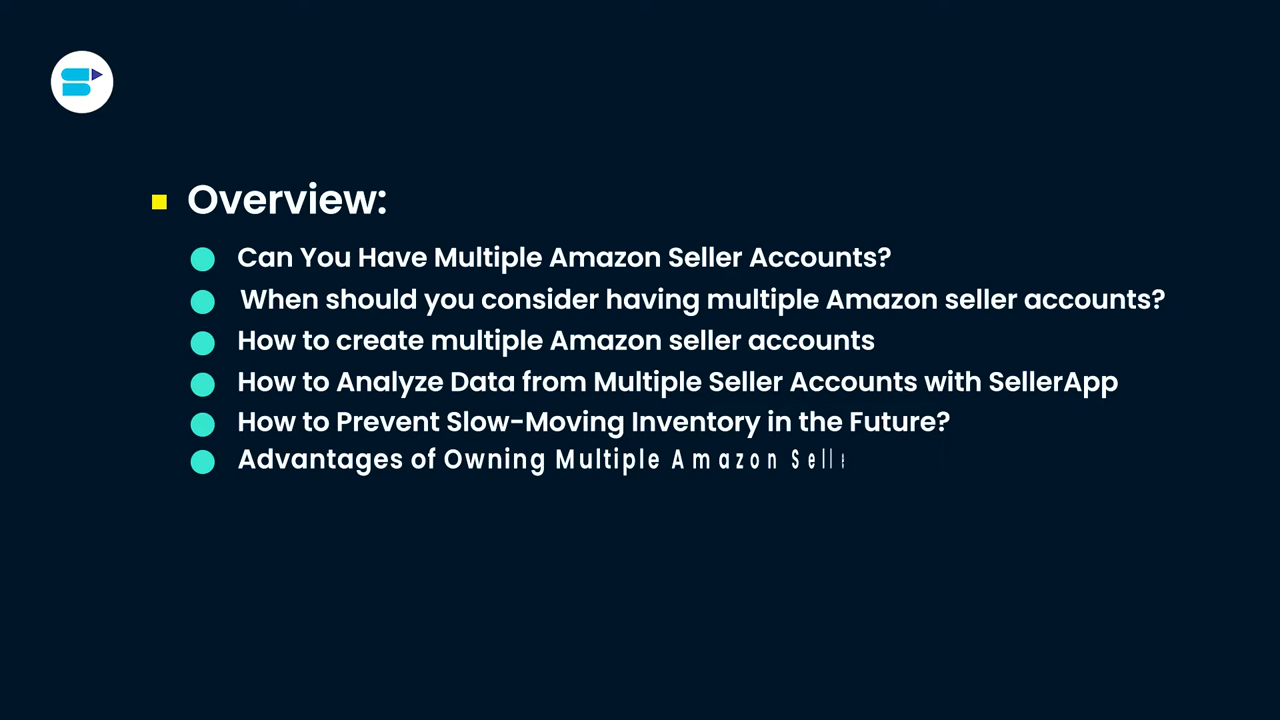 Overview:
Can You Have Multiple Amazon Seller Accounts?
When should you consider having multiple Amazon seller accounts?
How to create multiple Amazon seller accounts
How to Analyze Data from Multiple Seller Accounts with SellerApp
How to Prevent Slow-Moving Inventory in the Future?
Advantages of Owning Multiple Amazon